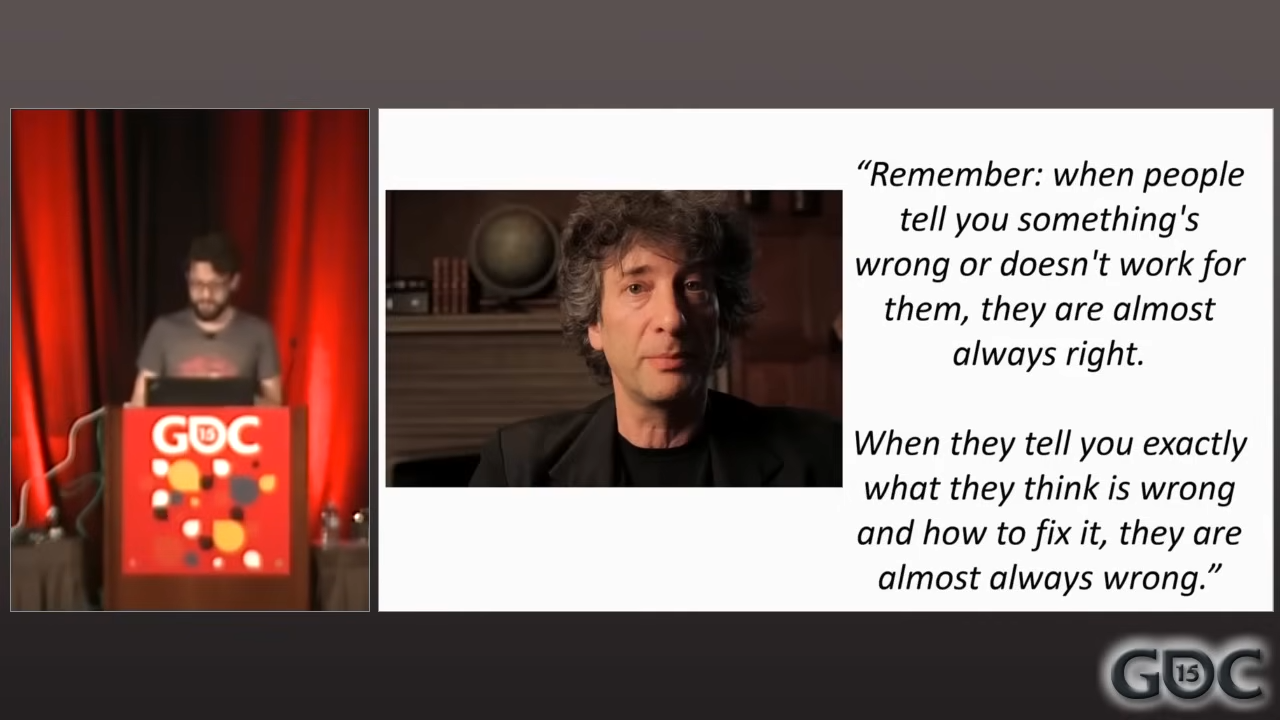 GDC
15
“Remember: when people
tell you something's
wrong or doesn't work for
them, they are almost
always right.
When they tell you exactly
what they think is wrong
and how to fix it, they are
almost always wrong.”
GDC
15